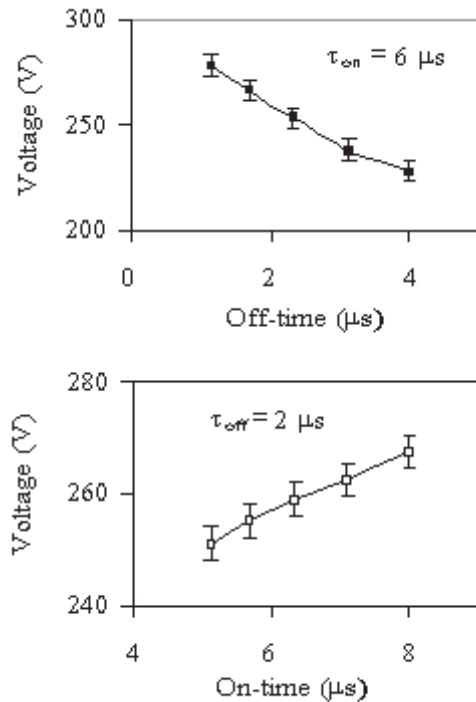 300
250
200
Voltage (V)
τon = 6 μs
0 2 4
Off-time (μs)
280
260
240
Voltage (V)
τoff = 2 μs
4 6 8
On-time (μs)